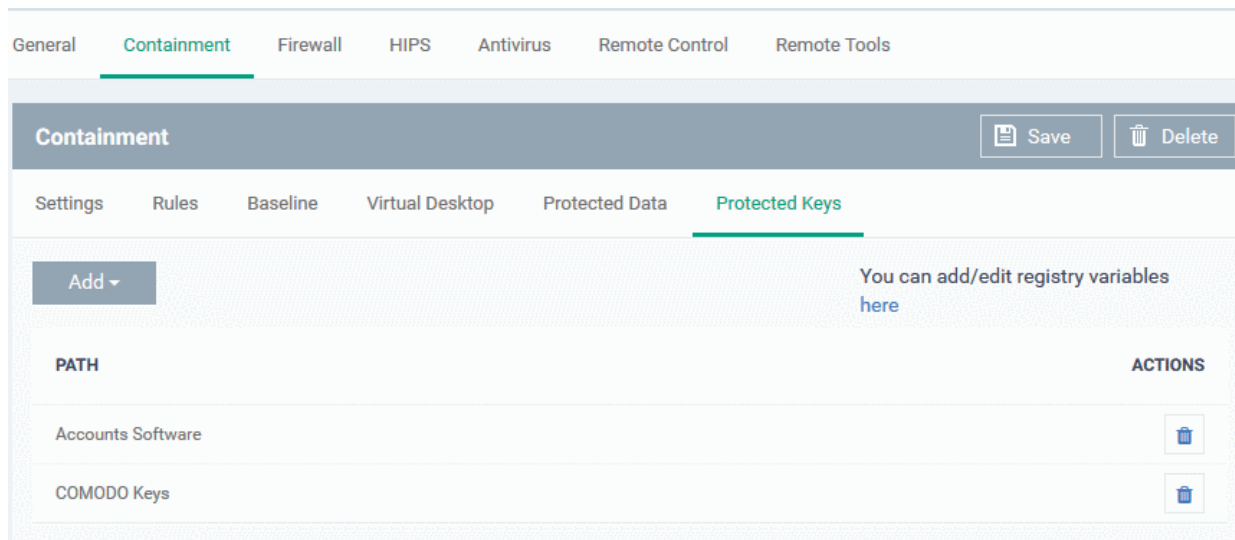 General Containment Firewall HIPS Antivirus Remote Control Remote Tools
Containment Save Delete
Settings Rules Baseline Virtual Desktop Protected Data Protected Keys
Add
You can add/edit registry variables
here
PATH ACTIONS
Accounts Software
COMODO Keys